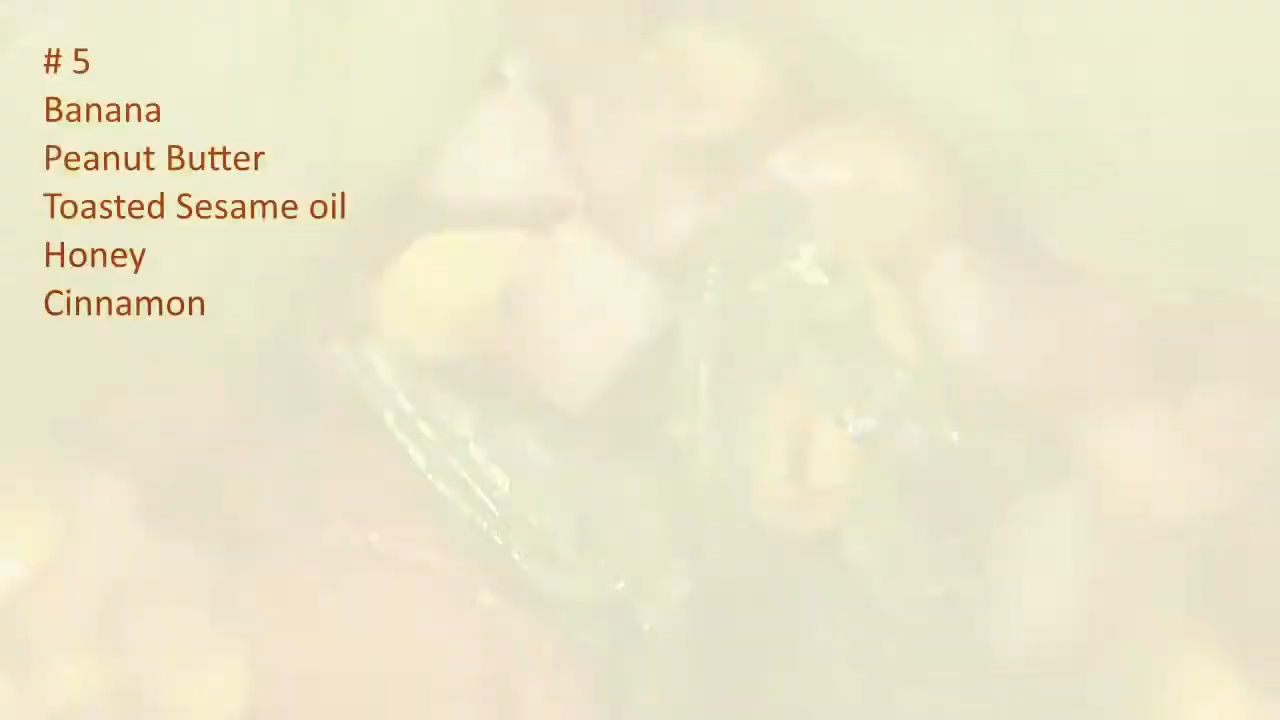 # 5
Banana
Peanut Butter
Toasted Sesame oil
Honey
Cinnamon